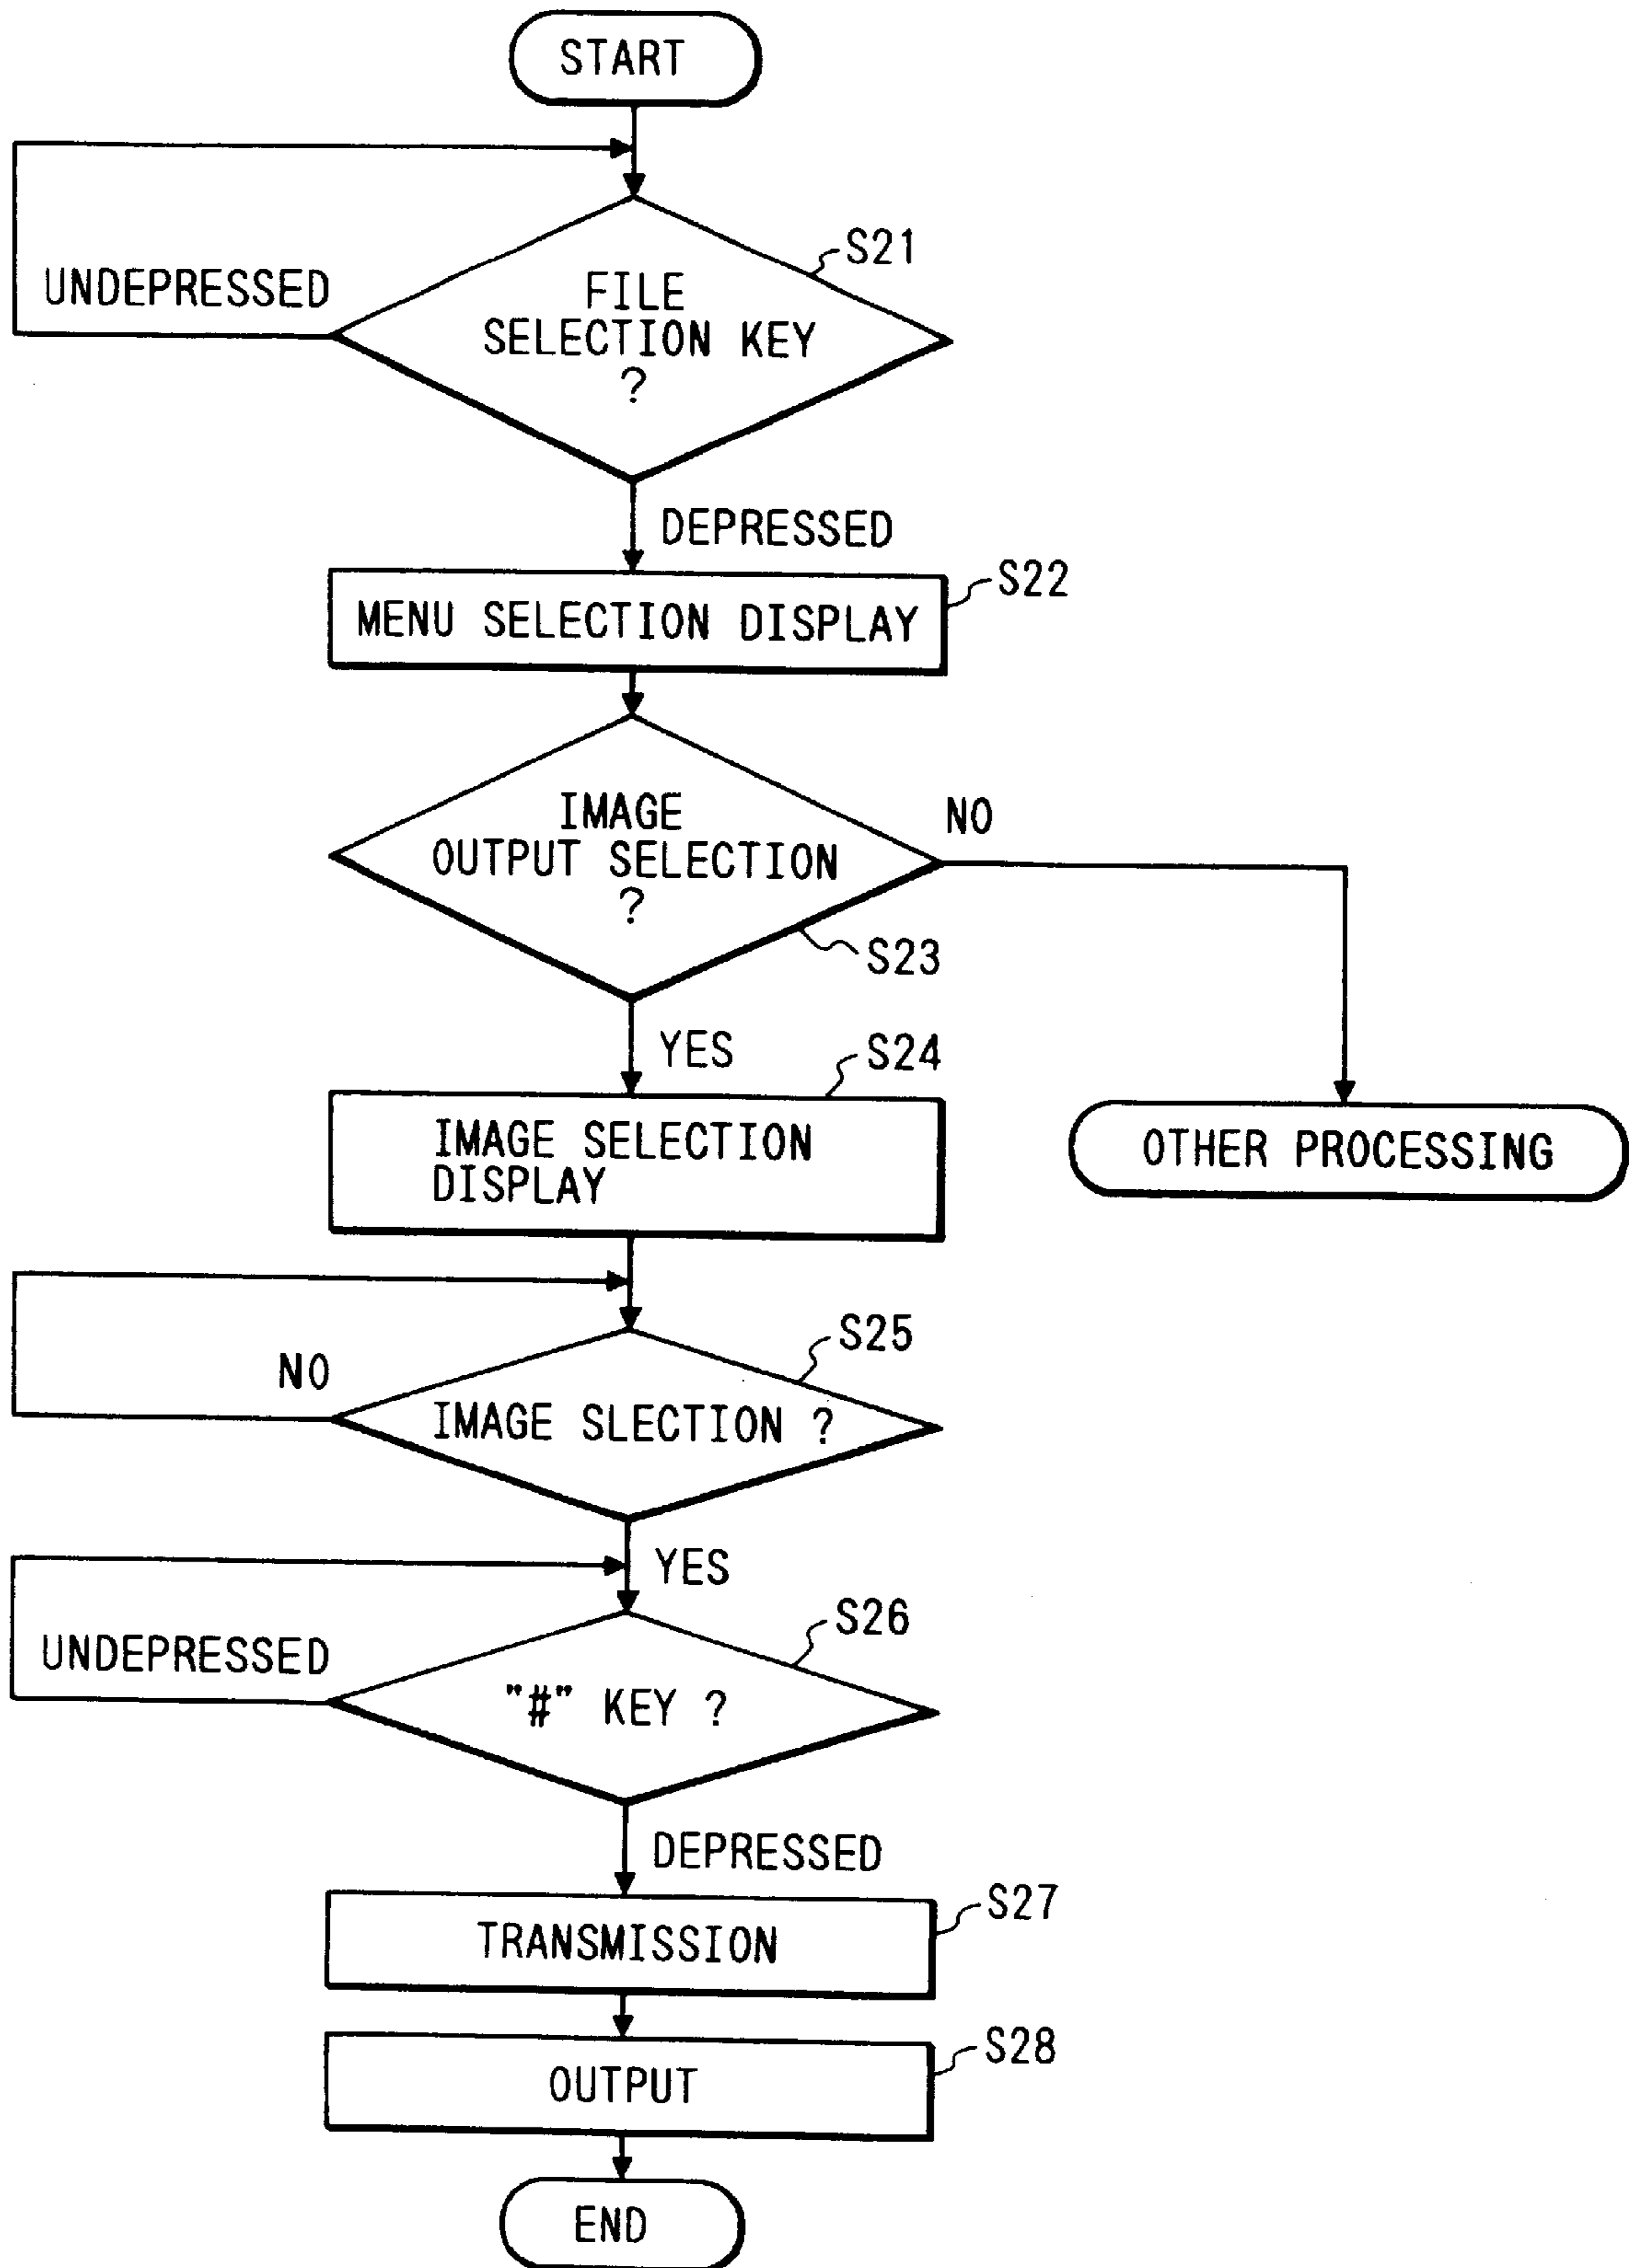 START
S21
UNDEPRESSED
FILE
SELECTION KEY
?
DEPRESSED
S22
MENU SELECTION DISPLAY
IMAGE
OUTPUT SELECTION
?
NO
S23
YES
S24
IMAGE SELECTION
DISPLAY
OTHER PROCESSING
S25
NO
IMAGE SLECTION ?
YES
S26
UNDEPRESSED
"#" KEY ?
DEPRESSED
S27
TRANSMISSION
S28
OUTPUT
END